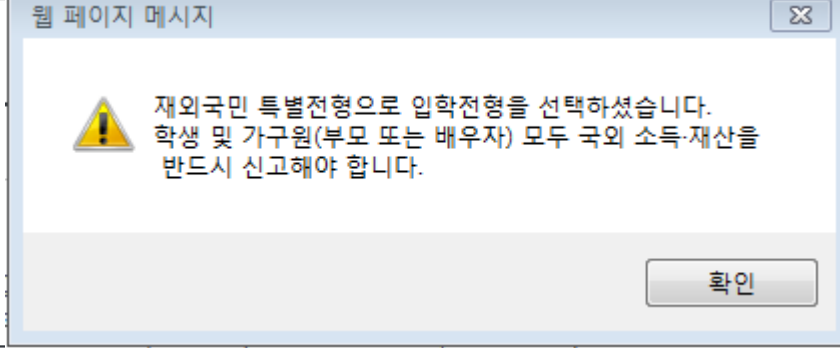 웹 페이지 메시지
재외국민 특별전형으로 입학전형을 선택하셨습니다.
학생 및 가구원(부모 또는 배우자) 모두 국외 소득·재산을
반드시 신고해야 합니다.
확인